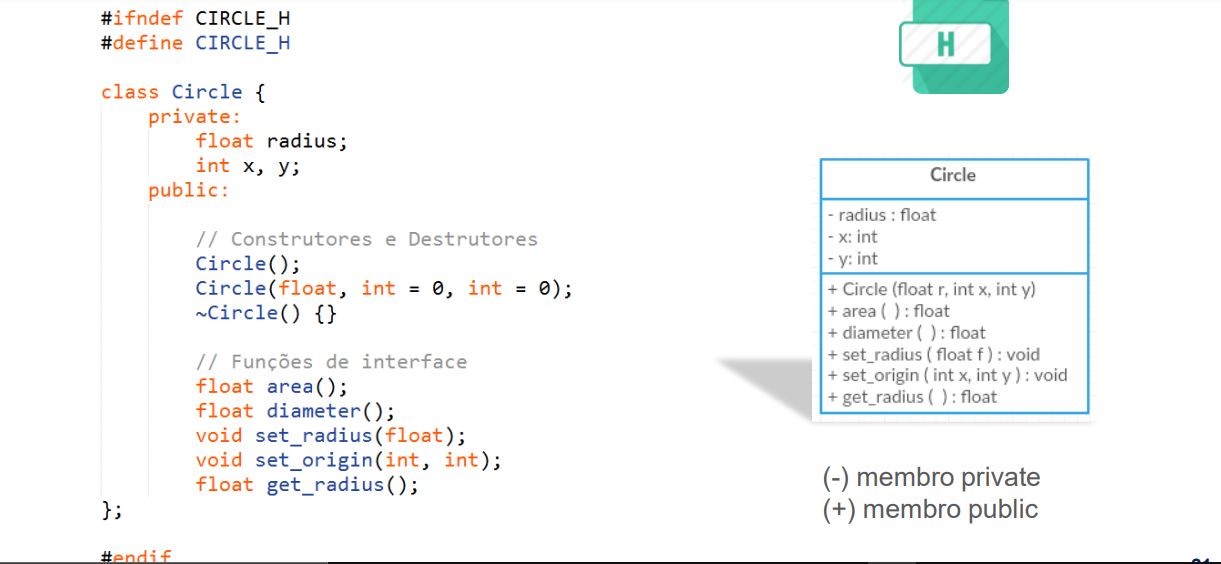 #ifndef CIRCLE_H
#define CIRCLE_H
class Circle {
private:
float radius;
int x, y;
public:
// Construtores e Destrutores
Circle();
Circle(float, int = 0, int = 0);
~Circle() {}
// Funções de interface
float area();
float diameter();
void set_radius(float);
void set_origin(int, int);
float get_radius();
};
#endif
H
Circle
- radius : float
- x: int
- y: int
+ Circle (float r, int x, int y)
+ area ( ) : float
+ diameter ( ) : float
+ set_radius ( float f ) : void
+ set_origin ( int x, int y ) : void
+ get_radius ( ) : float
(-) membro private
(+) membro public